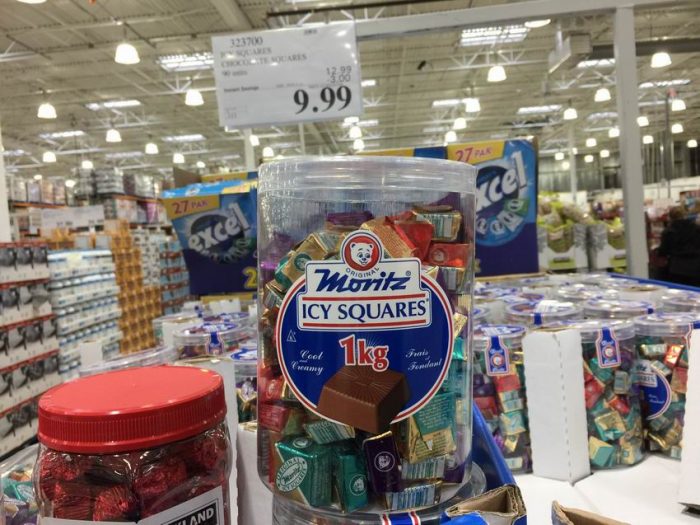 323700
ICY SQUARES
CHOCOLATE SQUARES
90 units
12.99
-3.00
Instant Savings
9.99
27 PAK
excel
27 PAK
excel
ORIGINAL
Moritz
ICY SQUARES
1kg
Cool Creamy
Frais Fondant